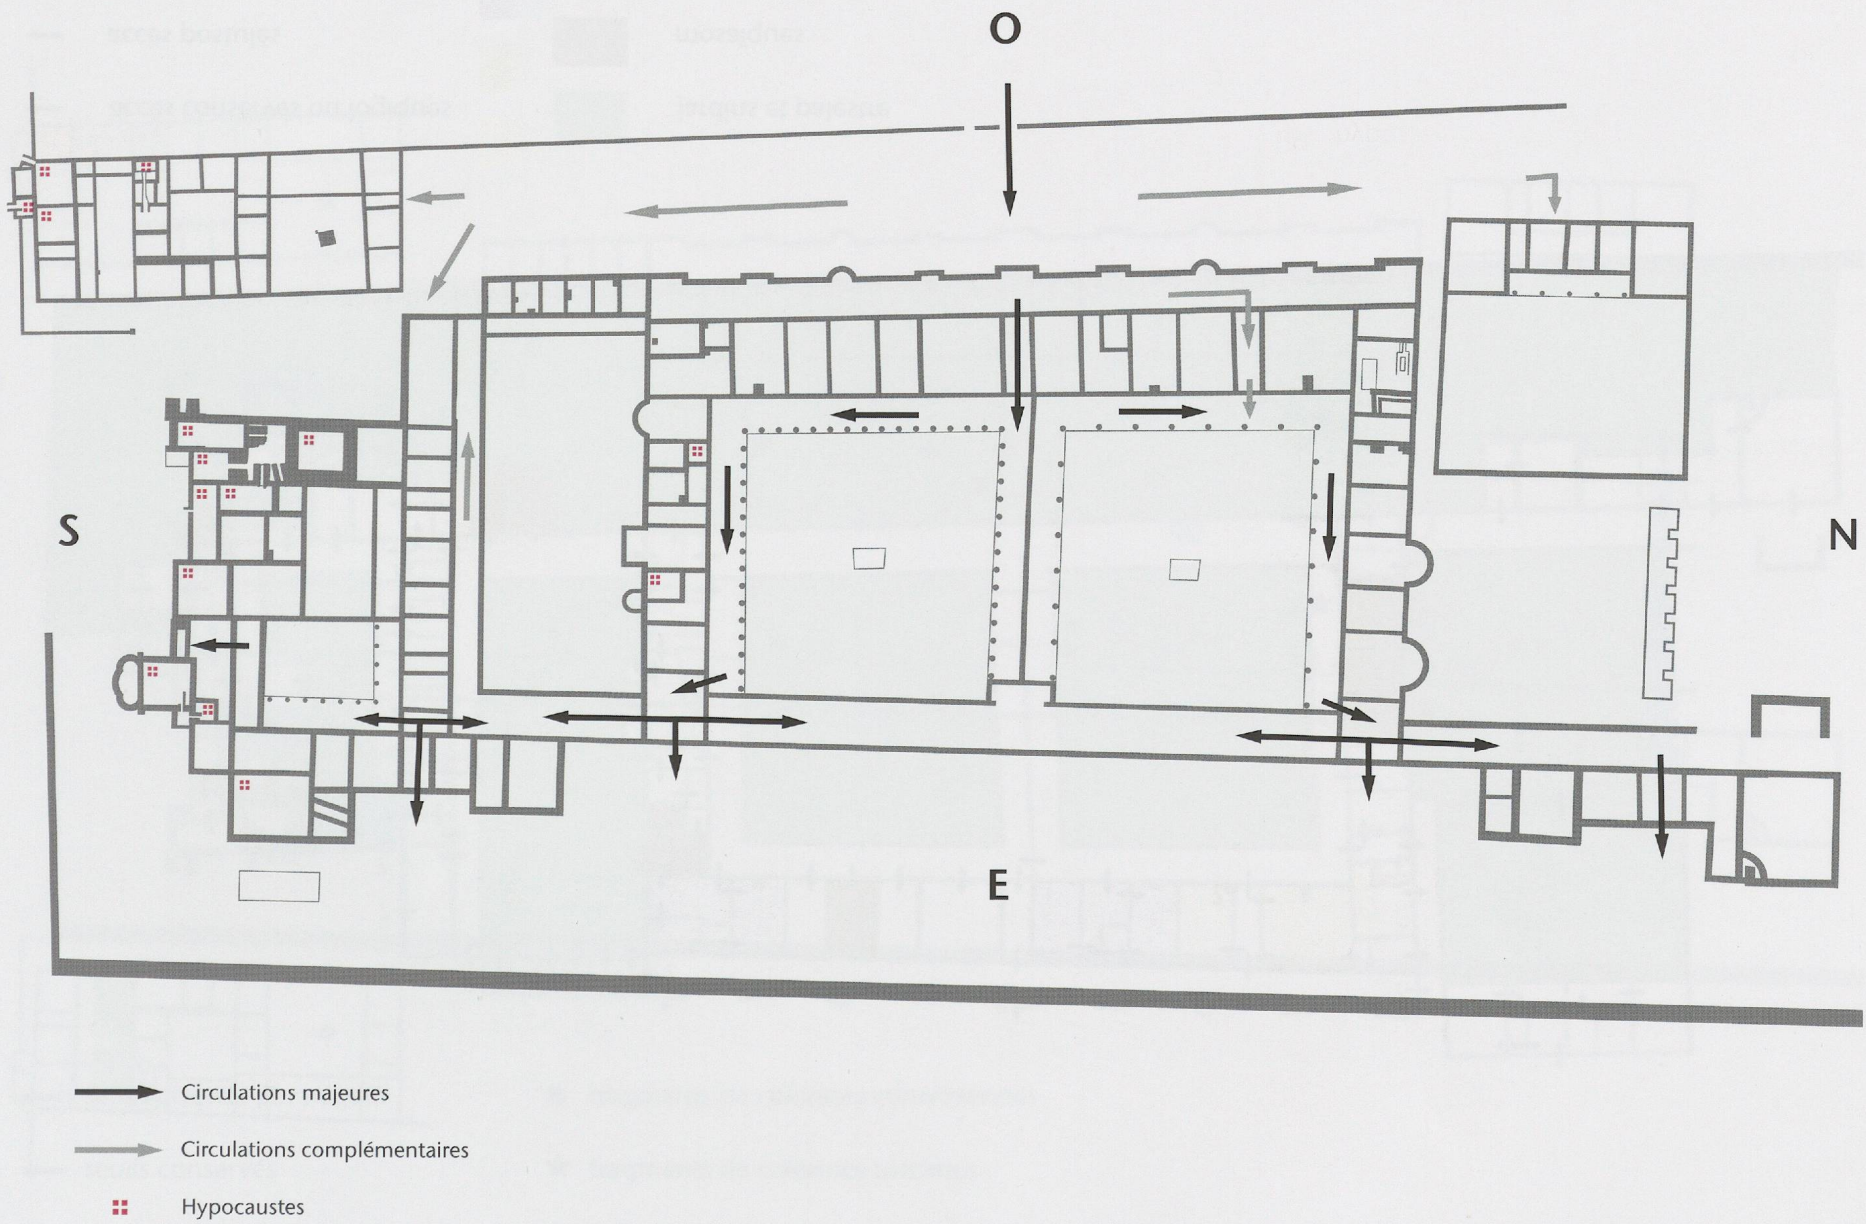 O
S
N
E
Circulations majeures
Circulations complémentaires
Hypocaustes